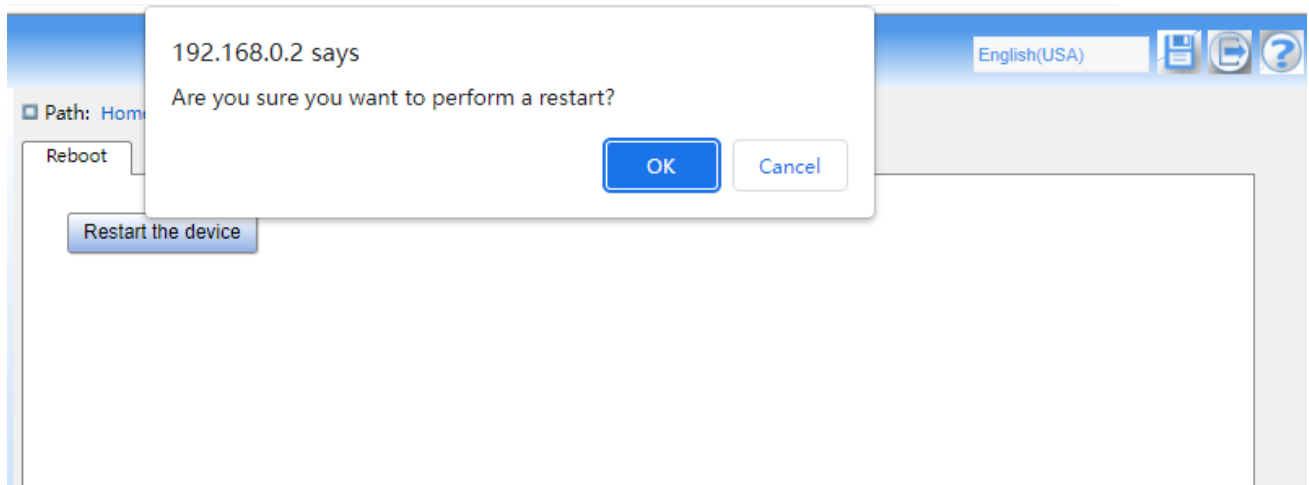 192.168.0.2 says
Are you sure you want to perform a restart?
OK
Cancel
English(USA)
Path: Home
Reboot
Restart the device